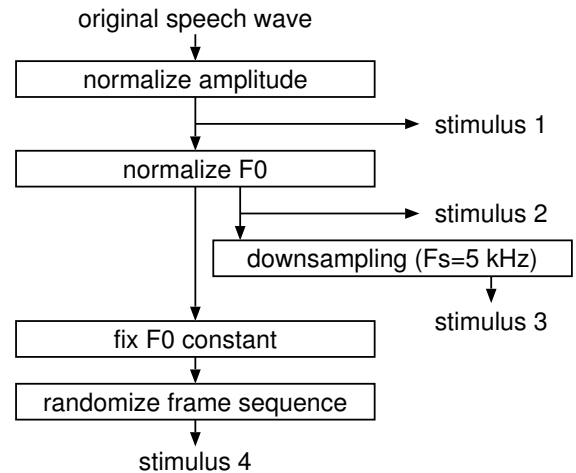 original speech wave
normalize amplitude
stimulus 1
normalize F0
stimulus 2
downsampling (Fs=5 kHz)
stimulus 3
fix F0 constant
randomize frame sequence
stimulus 4